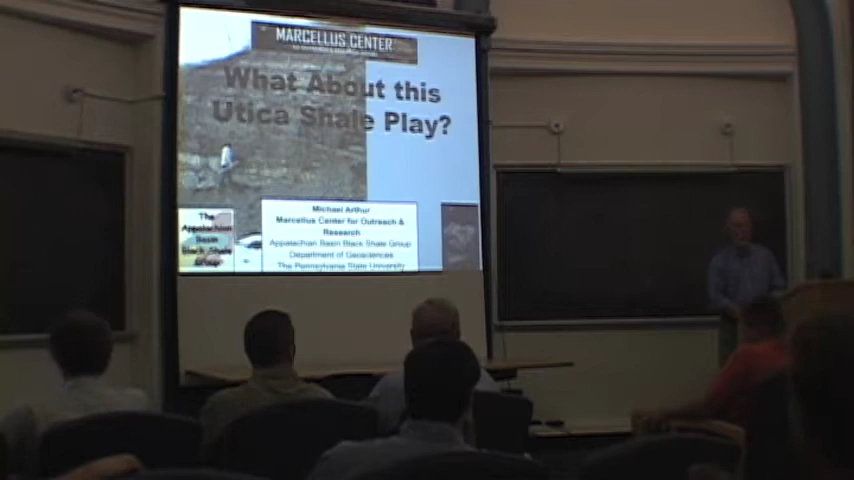 MARCELLUS CENTER
What About this
Utica Shale Play?
Michael Arthur
Marcellus Center for Outreach &
Research
Appalachian Basin Black Shale Group
Department of Geosciences
The Pennsylvania State University
The
Appalachian
Basin
Black Shale
Group